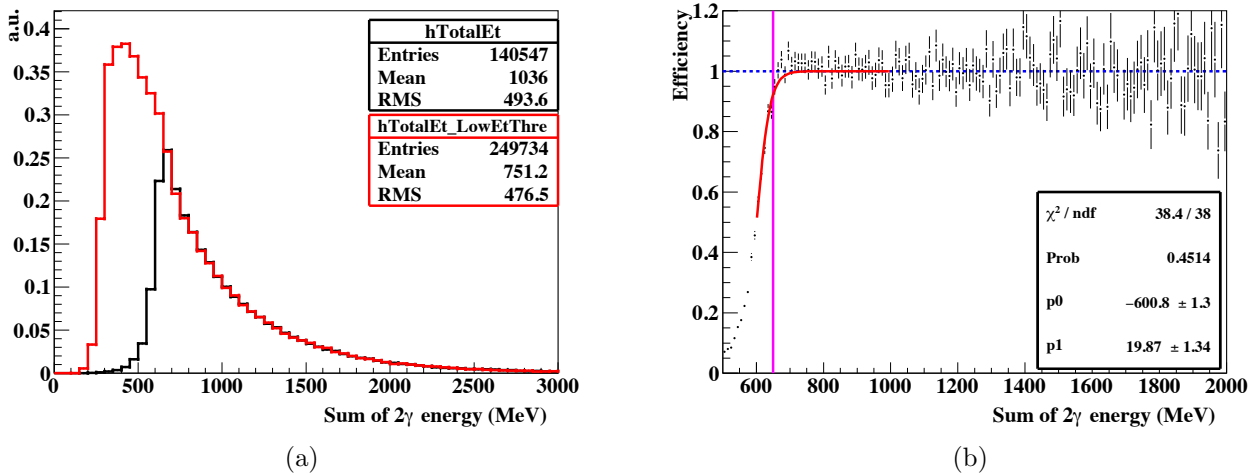 a.u.
0.4
0.35
0.3
0.25
0.2
0.15
0.1
0.05
0
hTotalEt
Entries 140547
Mean 1036
RMS 493.6
hTotalEt_LowEtThre
Entries 249734
Mean 751.2
RMS 476.5
0 500 1000 1500 2000 2500 3000
Sum of 2γ energy (MeV)
(a)
Efficiency
1.2
1
0.8
0.6
0.4
0.2
0
χ² / ndf 38.4 / 38
Prob 0.4514
p0 −600.8 ± 1.3
p1 19.87 ± 1.34
600 800 1000 1200 1400 1600 1800 2000
Sum of 2γ energy (MeV)
(b)